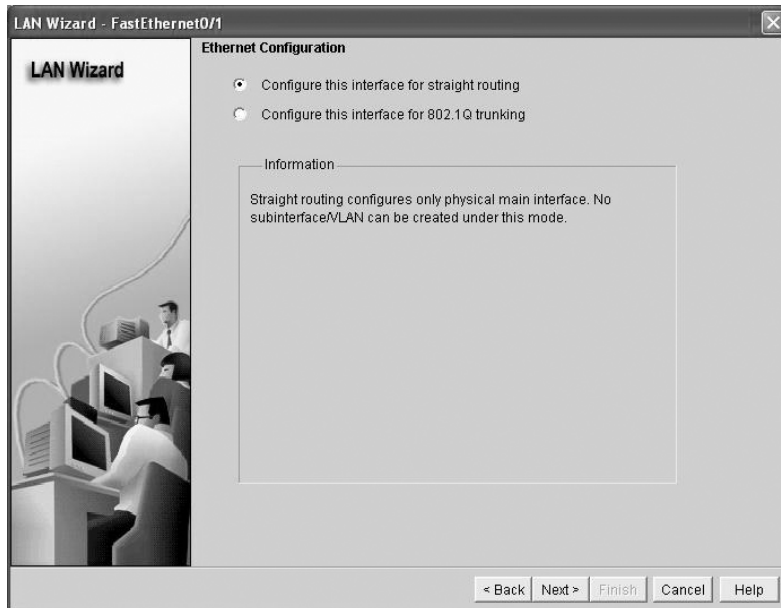 LAN Wizard - FastEthernet0/1
LAN Wizard
Ethernet Configuration
Configure this interface for straight routing
Configure this interface for 802.1Q trunking
Information
Straight routing configures only physical main interface. No
subinterface/VLAN can be created under this mode.
< Back Next > Finish Cancel Help